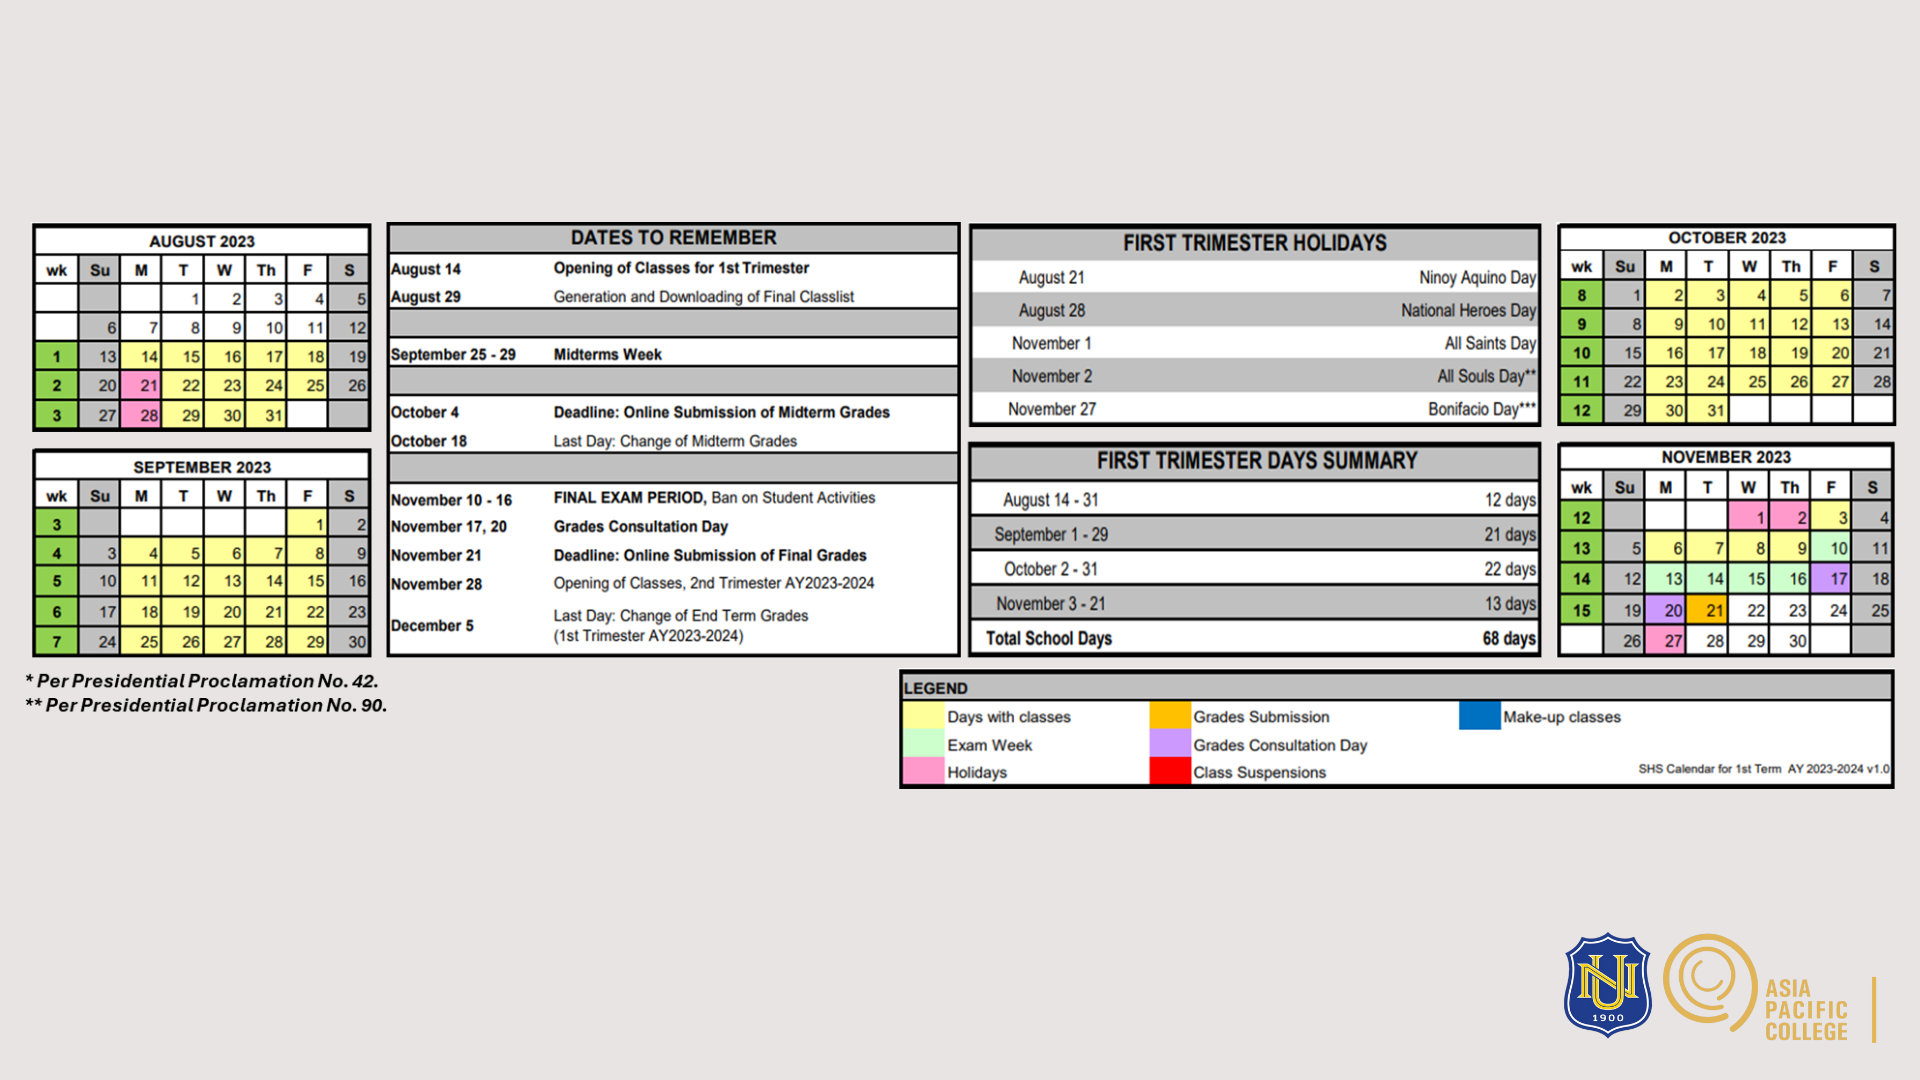 AUGUST 2023
wk Su M T W Th F S
1 2 3 4 5
6 7 8 9 10 11 12
1 13 14 15 16 17 18 19
2 20 21 22 23 24 25 26
3 27 28 29 30 31
SEPTEMBER 2023
wk Su M T W Th F S
3 1 2
4 3 4 5 6 7 8 9
5 10 11 12 13 14 15 16
6 17 18 19 20 21 22 23
7 24 25 26 27 28 29 30
* Per Presidential Proclamation No. 42.
** Per Presidential Proclamation No. 90.
DATES TO REMEMBER
August 14 Opening of Classes for 1st Trimester
August 29 Generation and Downloading of Final Classlist
September 25 - 29 Midterms Week
October 4 Deadline: Online Submission of Midterm Grades
October 18 Last Day: Change of Midterm Grades
November 10 - 16 FINAL EXAM PERIOD, Ban on Student Activities
November 17, 20 Grades Consultation Day
November 21 Deadline: Online Submission of Final Grades
November 28 Opening of Classes, 2nd Trimester AY2023-2024
December 5 Last Day: Change of End Term Grades
(1st Trimester AY2023-2024)
FIRST TRIMESTER HOLIDAYS
August 21 Ninoy Aquino Day
August 28 National Heroes Day
November 1 All Saints Day
November 2 All Souls Day**
November 27 Bonifacio Day***
FIRST TRIMESTER DAYS SUMMARY
August 14 - 31 12 days
September 1 - 29 21 days
October 2 - 31 22 days
November 3 - 21 13 days
Total School Days 68 days
OCTOBER 2023
wk Su M T W Th F S
8 1 2 3 4 5 6 7
9 8 9 10 11 12 13 14
10 15 16 17 18 19 20 21
11 22 23 24 25 26 27 28
12 29 30 31
NOVEMBER 2023
wk Su M T W Th F S
12 1 2 3 4
13 5 6 7 8 9 10 11
14 12 13 14 15 16 17 18
15 19 20 21 22 23 24 25
26 27 28 29 30
LEGEND
Days with classes Grades Submission Make-up classes
Exam Week Grades Consultation Day
Holidays Class Suspensions
SHS Calendar for 1st Term AY 2023-2024 v1.0
NU
1900
ASIA
PACIFIC
COLLEGE